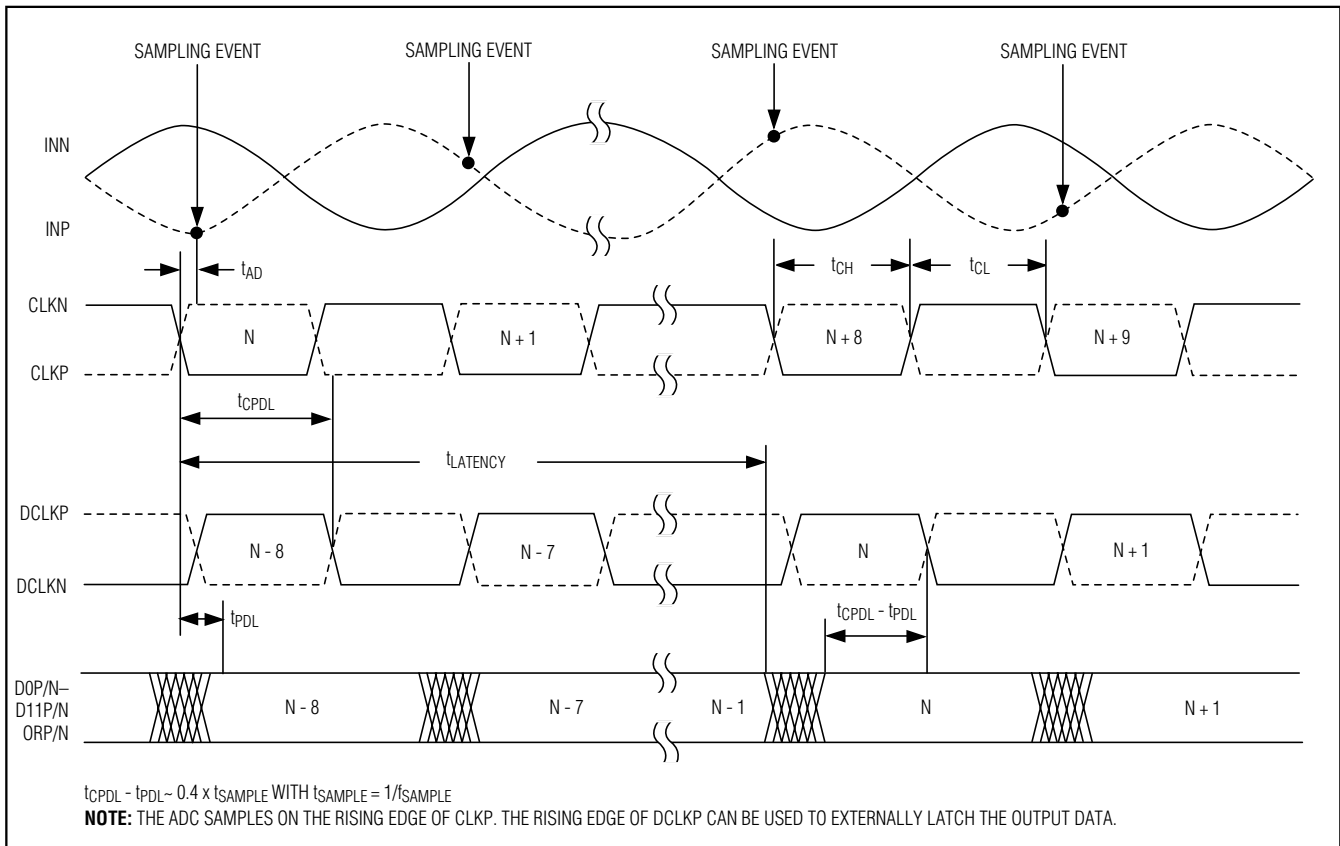 SAMPLING EVENT SAMPLING EVENT SAMPLING EVENT SAMPLING EVENT
INN
INP
tAD tCH tCL
CLKN
N N + 1 N + 8 N + 9
CLKP
tCPDL
tLATENCY
DCLKP
N - 8 N - 7 N N + 1
DCLKN
tPDL tCPDL - tPDL
D0P/N–
D11P/N
ORP/N
N - 8 N - 7 N - 1 N N + 1
tCPDL - tPDL~ 0.4 x tSAMPLE WITH tSAMPLE = 1/fSAMPLE
NOTE: THE ADC SAMPLES ON THE RISING EDGE OF CLKP. THE RISING EDGE OF DCLKP CAN BE USED TO EXTERNALLY LATCH THE OUTPUT DATA.